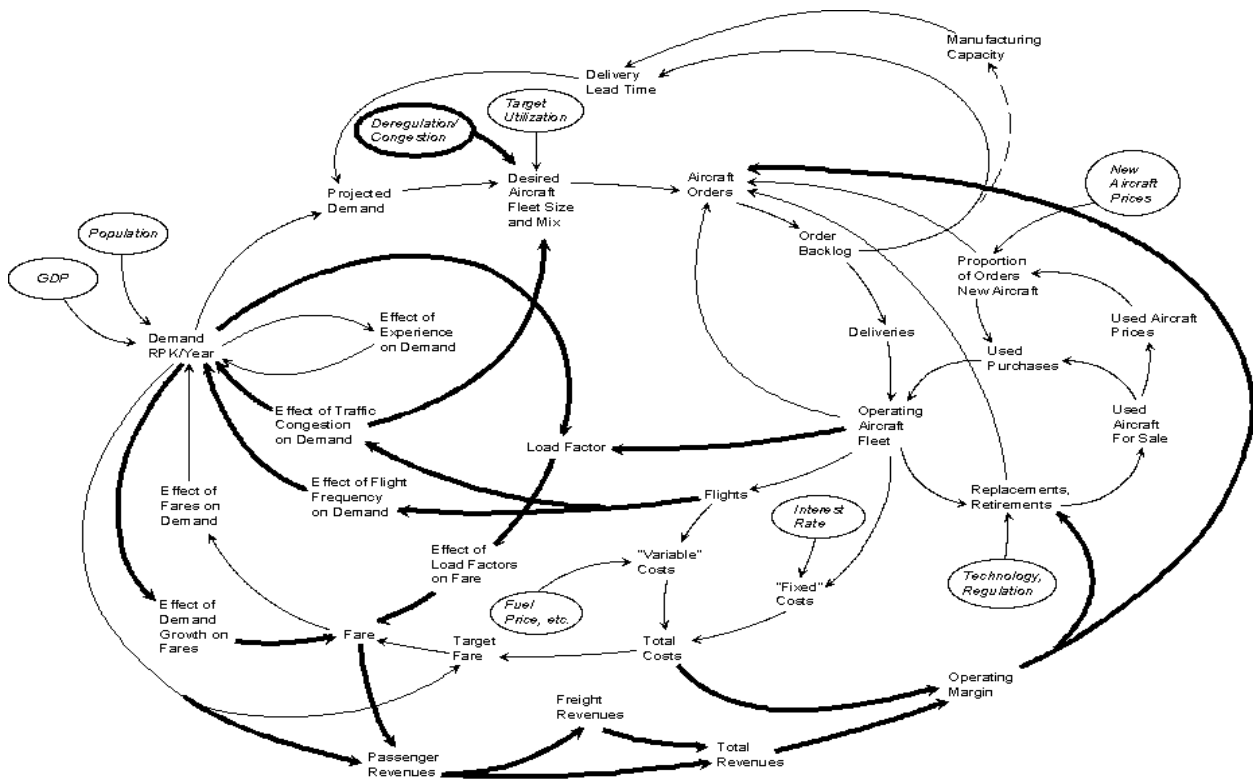 Manufacturing
Capacity
Delivery
Lead Time
Target
Utilization
Deregulation/
Congestion
Desired
Aircraft
Fleet Size
and Mix
Aircraft
Orders
New
Aircraft
Prices
Projected
Demand
Population
GDP
Order
Backlog
Proportion
of Orders
New Aircraft
Demand
RPK/Year
Effect of
Experience
on Demand
Deliveries
Used Aircraft
Prices
Used
Purchases
Effect of Traffic
Congestion
on Demand
Load Factor
Operating
Aircraft
Fleet
Used
Aircraft
For Sale
Effect of
Fares on
Demand
Effect of Flight
Frequency
on Demand
Flights
Replacements,
Retirements
Interest
Rate
Effect of
Load Factors
on Fare
"Variable"
Costs
"Fixed"
Costs
Technology,
Regulation
Fuel
Price, etc.
Effect of
Demand
Growth on
Fares
Fare
Target
Fare
Total
Costs
Operating
Margin
Freight
Revenues
Passenger
Revenues
Total
Revenues